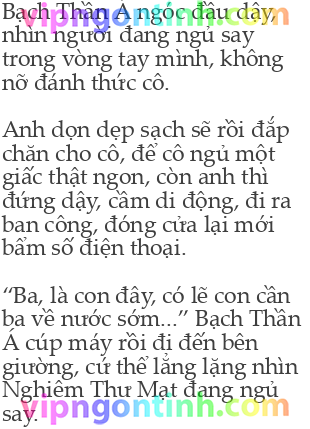 Bạch Thần Á ngóc đầu dậy,
vipngontinh.com
nhìn người đang ngủ say
trong vòng tay mình, không
nỡ đánh thức cô.
Anh dọn dẹp sạch sẽ rồi đắp
chăn cho cô, để cô ngủ một
giấc thật ngon, còn anh thì
đứng dậy, cầm di động, đi ra
ban công, đóng cửa lại mới
bấm số điện thoại.
“Ba, là con đây, có lẽ con cần
ba về nước sớm...” Bạch Thần
Á cúp máy rồi đi đến bên
giường, cứ thể lẳng lặng nhìn
Nghiêm Thư Mạt đang ngủ
say.
vipngontinh.com